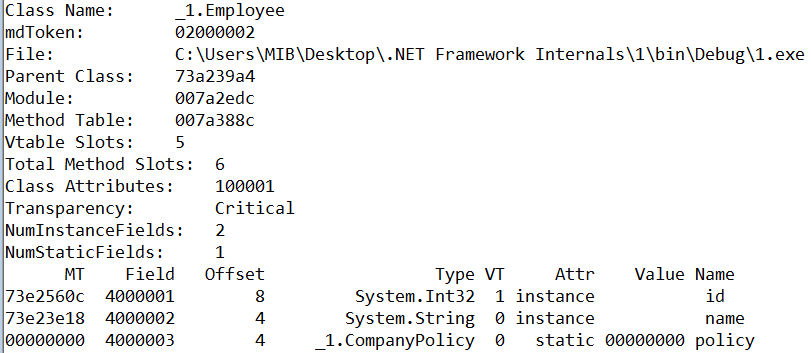 Class Name:      _1.Employee
mdToken:         02000002
File:            C:\Users\MIB\Desktop\.NET Framework Internals\1\bin\Debug\1.exe
Parent Class:    73a239a4
Module:          007a2edc
Method Table:    007a388c
Vtable Slots:    5
Total Method Slots:  6
Class Attributes:    100001
Transparency:        Critical
NumInstanceFields:   2
NumStaticFields:     1
      MT    Field   Offset                 Type VT     Attr    Value Name
73e2560c  4000001        8         System.Int32  1 instance           id
73e23e18  4000002        4        System.String  0 instance           name
00000000  4000003        4     _1.CompanyPolicy  0   static 00000000 policy